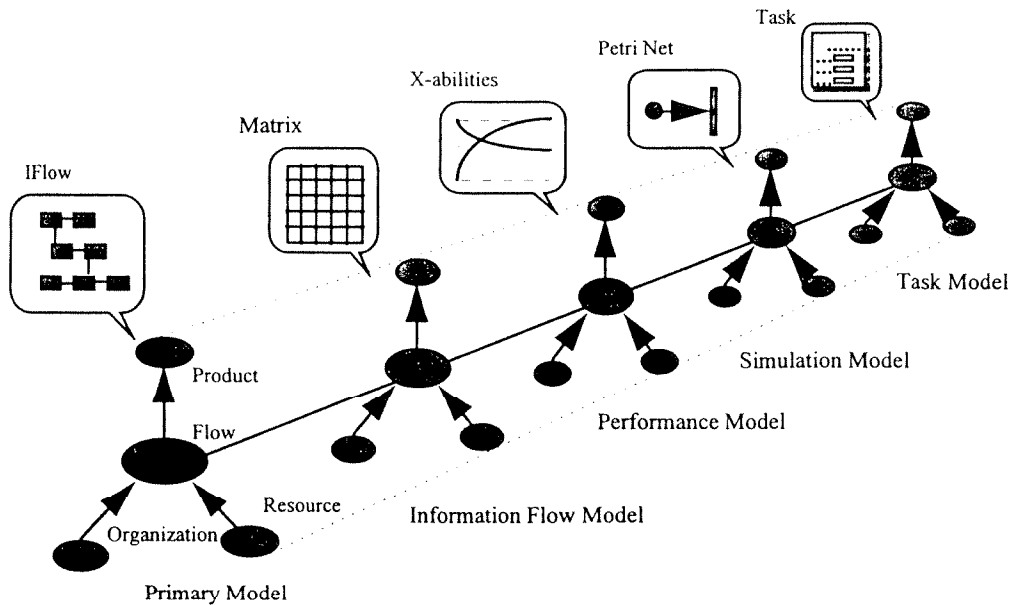 Task
Petri Net
X-abilities
Matrix
IFlow
Product
Flow
Resource
Organization
Primary Model
Information Flow Model
Performance Model
Simulation Model
Task Model